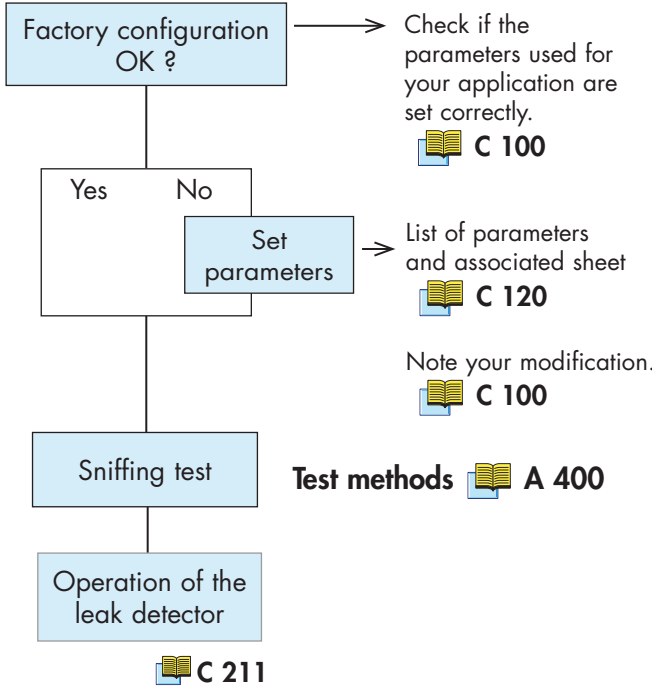 Factory configuration
OK ?
Check if the
parameters used for
your application are
set correctly.
C 100
Yes No
Set
parameters
List of parameters
and associated sheet
C 120
Note your modification.
C 100
Sniffing test
Test methods A 400
Operation of the
leak detector
C 211